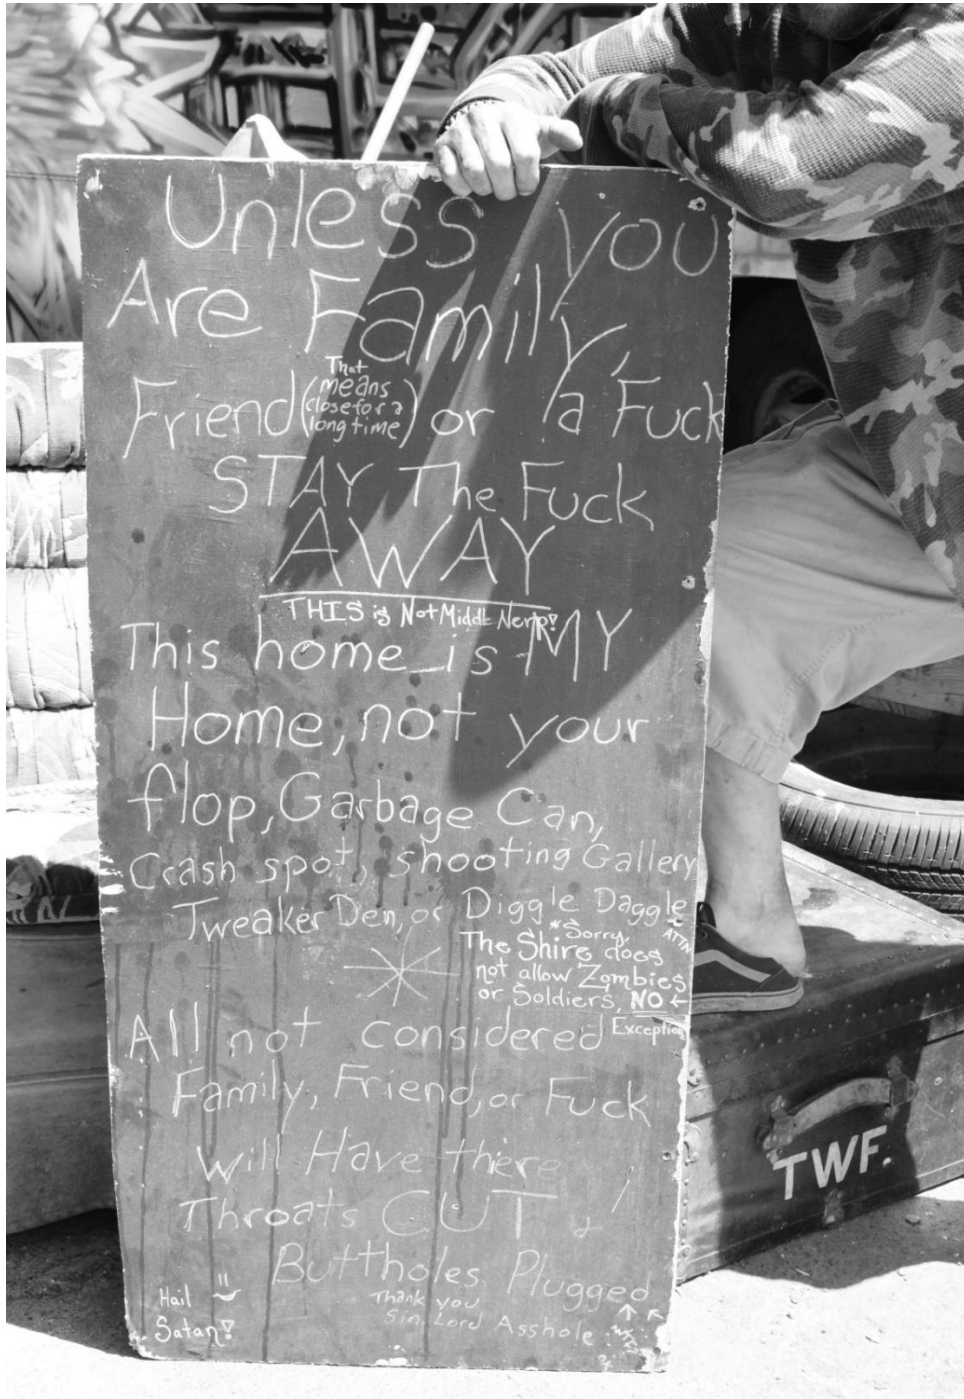 Unless you
Are Family,
Friend (That means close for a long time) or a Fuck
STAY The Fuck
AWAY
THIS is Not Middle
This home is MY
Home, not your
flop, Garbage Can,
Crash spot, shooting Gallery
Tweaker Den, or Diggle Daggle
ATTN
*Sorry,
The Shire does
not allow Zombies
or Soldiers, NO ←
Exception
All not considered
Family, Friend, or Fuck
will Have there
Throats CUT &
Buttholes Plugged
Thank you
Sin. Lord Asshole
Hail
Satan!
TWF.